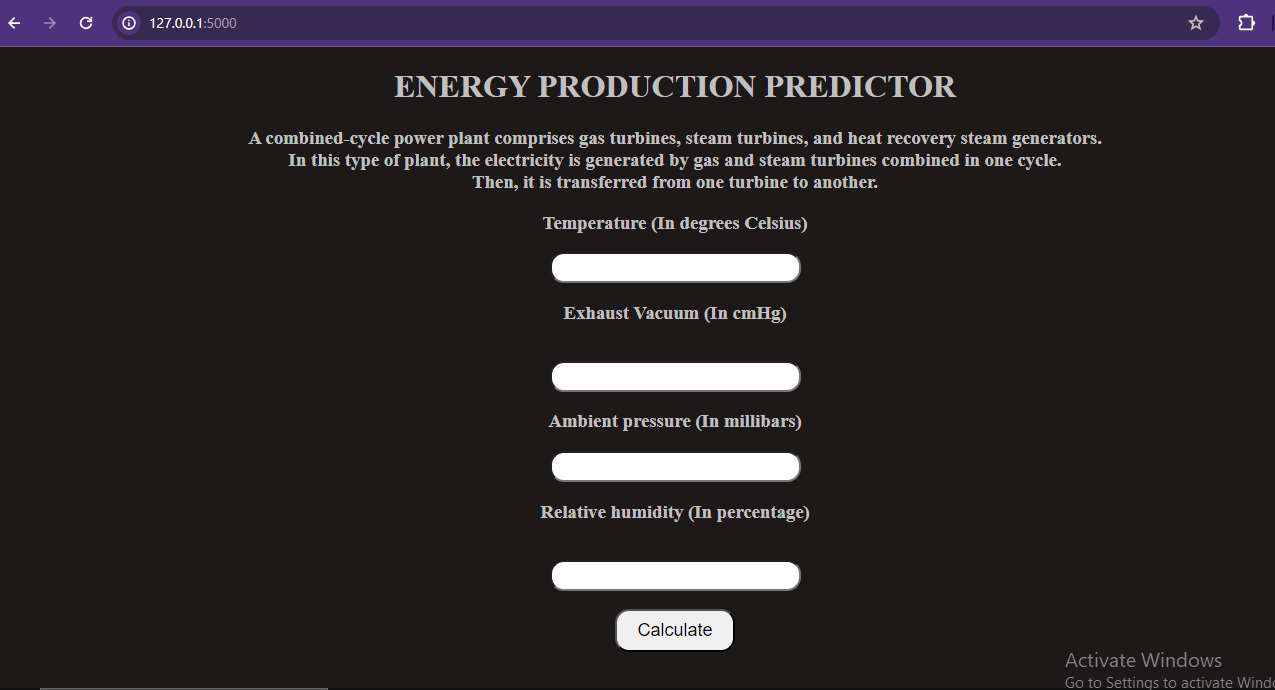 127.0.0.1:5000
ENERGY PRODUCTION PREDICTOR
A combined-cycle power plant comprises gas turbines, steam turbines, and heat recovery steam generators.
In this type of plant, the electricity is generated by gas and steam turbines combined in one cycle.
Then, it is transferred from one turbine to another.
Temperature (In degrees Celsius)
Exhaust Vacuum (In cmHg)
Ambient pressure (In millibars)
Relative humidity (In percentage)
Calculate
Activate Windows
Go to Settings to activate Windo